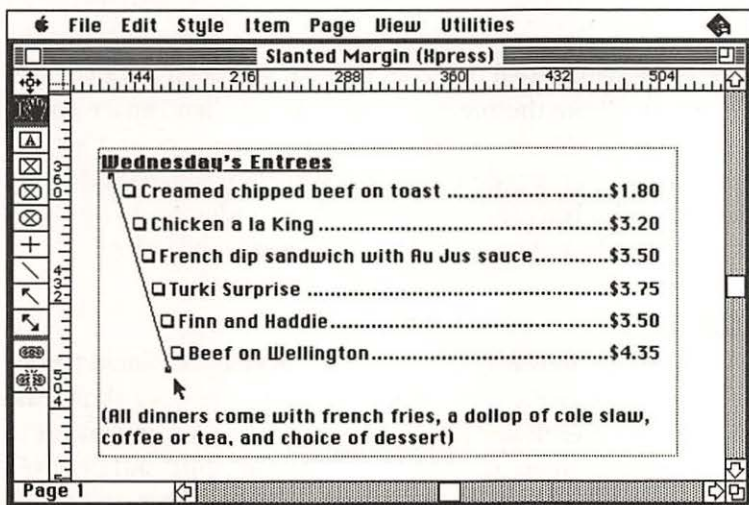 File Edit Style Item Page View Utilities
Slanted Margin (Xpress)
144 216 288 360 432 504
360
432
504
A
Wednesday's Entrees
❑ Creamed chipped beef on toast ..........................$1.80
❑ Chicken a la King ..............................................$3.20
❑ French dip sandwich with Au Jus sauce............$3.50
❑ Turki Surprise ................................................$3.75
❑ Finn and Haddie............................................$3.50
❑ Beef on Wellington......................................$4.35
(All dinners come with french fries, a dollop of cole slaw,
coffee or tea, and choice of dessert)
Page 1